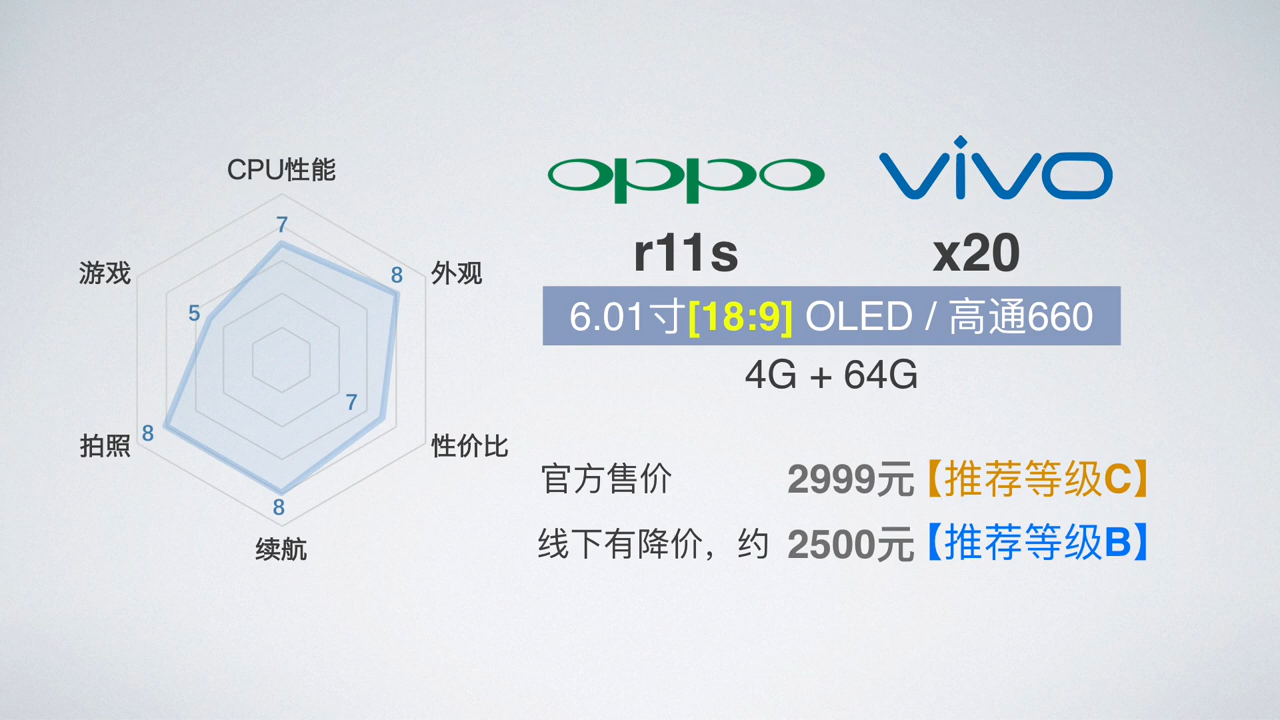 CPU性能
7
游戏
5
8
外观
拍照
8
7
性价比
8
续航
oppo vivo
r11s x20
6.01寸[18:9] OLED / 高通660
4G + 64G
官方售价 2999元【推荐等级C】
线下有降价，约 2500元【推荐等级B】